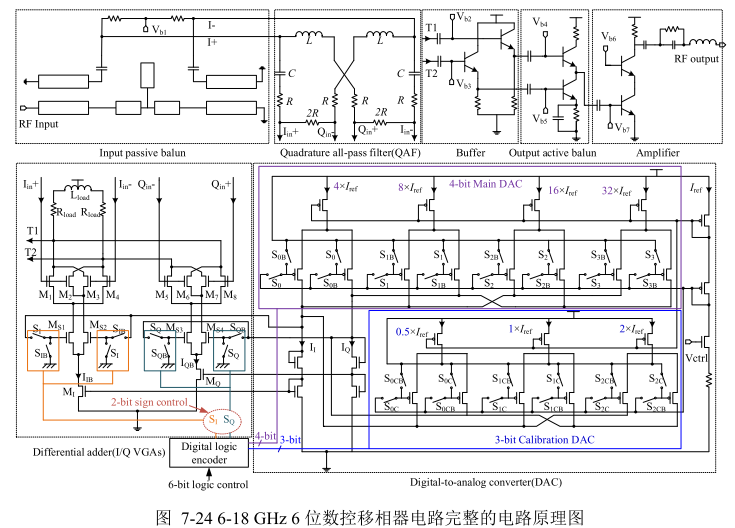 I-
V_b1
I+
RF Input
Input passive balun
L
L
C
C
R
R
R
R
2R
2R
I_in+
Q_in+
Q_in-
I_in-
Quadrature all-pass filter(QAF)
T1
V_b2
T2
V_b3
Buffer
V_b4
V_b5
Output active balun
V_b6
V_b7
RF output
Amplifier
I_in+
I_in-
Q_in-
Q_in+
L_load
R_load
R_load
T1
T2
M_1
M_2
M_3
M_4
M_5
M_6
M_7
M_8
S_I
M_S1
M_S2
S_IB
S_Q
M_S3
M_S4
S_QB
S_IB
S_I
S_QB
S_Q
I_IB
I_QB
M_I
M_Q
2-bit sign control
S_I
S_Q
Differential adder(I/Q VGAs)
Digital logic
encoder
6-bit logic control
4-bit
3-bit
4-bit Main DAC
4×I_ref
8×I_ref
16×I_ref
32×I_ref
I_ref
S_0B
S_0
S_1B
S_1
S_2B
S_2
S_3B
S_3
S_0
S_0B
S_1
S_1B
S_2
S_2B
S_3
S_3B
I_I
I_Q
0.5×I_ref
1×I_ref
2×I_ref
Vctrl
S_0CB
S_0C
S_1CB
S_1C
S_2CB
S_2C
S_0C
S_0CB
S_1C
S_1CB
S_2C
S_2CB
3-bit Calibration DAC
Digital-to-analog converter(DAC)
图 7-24 6-18 GHz 6 位数控移相器电路完整的电路原理图